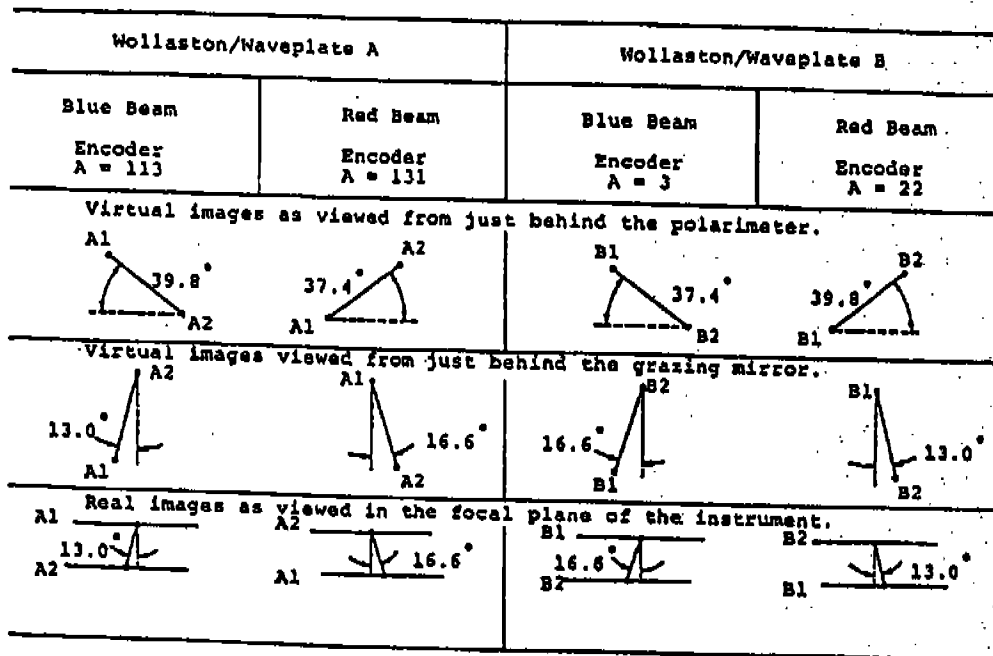 Wollaston/Waveplate A
Wollaston/Waveplate B
Blue Beam
Red Beam
Blue Beam
Red Beam
Encoder
A = 113
Encoder
A = 131
Encoder
A = 3
Encoder
A = 22
Virtual images as viewed from just behind the polarimeter.
A1
39.8°
A2
A2
37.4°
A1
B1
37.4°
B2
B2
39.8°
B1
Virtual images viewed from just behind the grazing mirror.
A2
13.0°
A1
A1
16.6°
A2
B2
16.6°
B1
B1
13.0°
B2
Real images as viewed in the focal plane of the instrument.
A1
13.0°
A2
A2
16.6°
A1
B1
16.6°
B2
B2
13.0°
B1